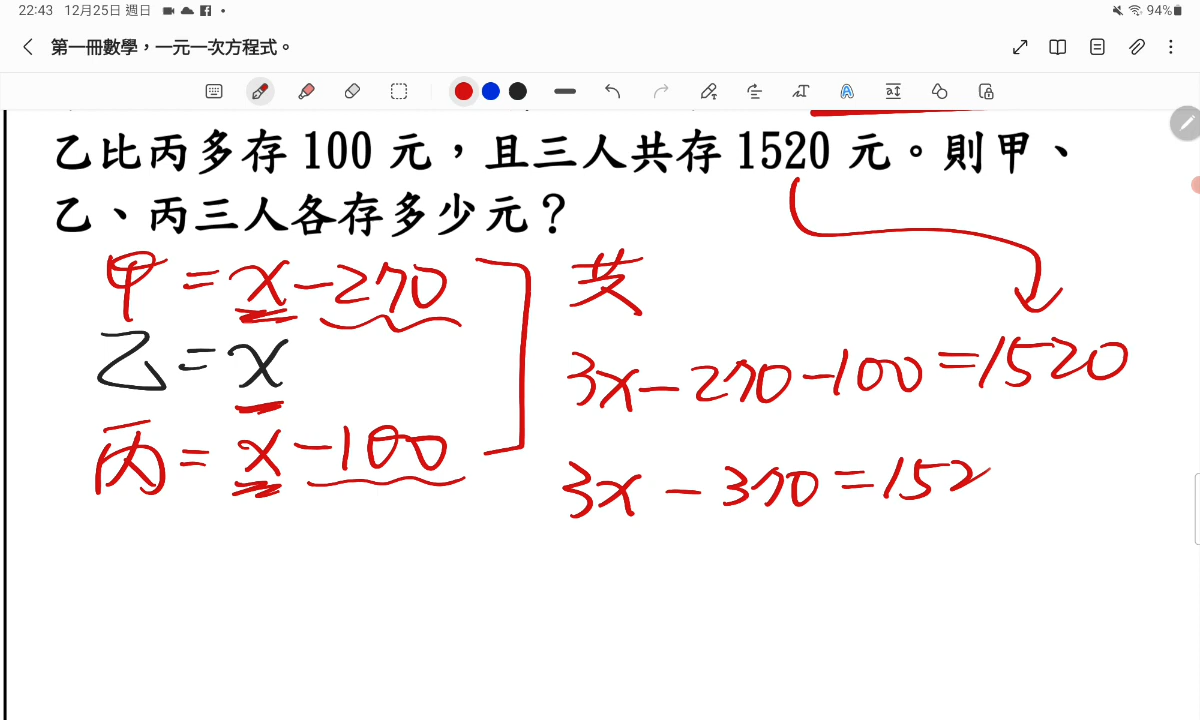 22:43 12月25日 週日 94%
第一冊數學，一元一次方程式。
乙比丙多存 100 元，且三人共存 1520 元。則甲、
乙、丙三人各存多少元？
甲 = x - 270
乙 = x
丙 = x - 100
共
3x - 270 - 100 = 1520
3x - 370 = 152